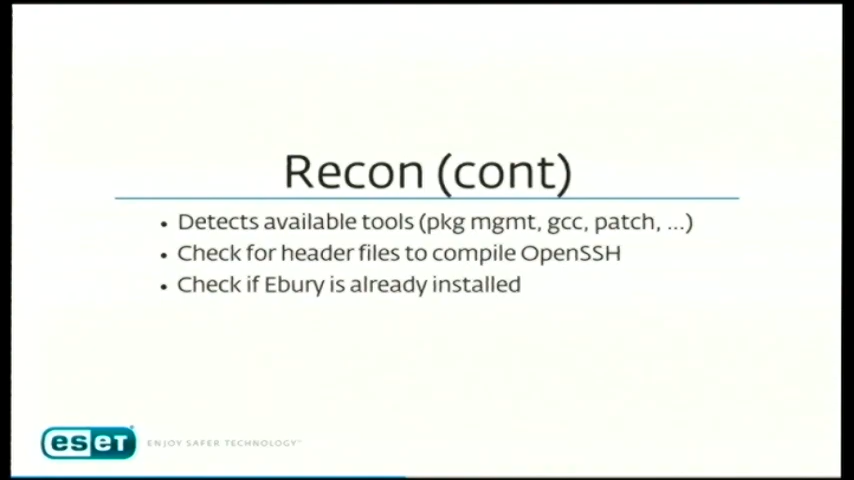 Recon (cont)
• Detects available tools (pkg mgmt, gcc, patch, ...)
• Check for header files to compile OpenSSH
• Check if Ebury is already installed
eset ENJOY SAFER TECHNOLOGY™